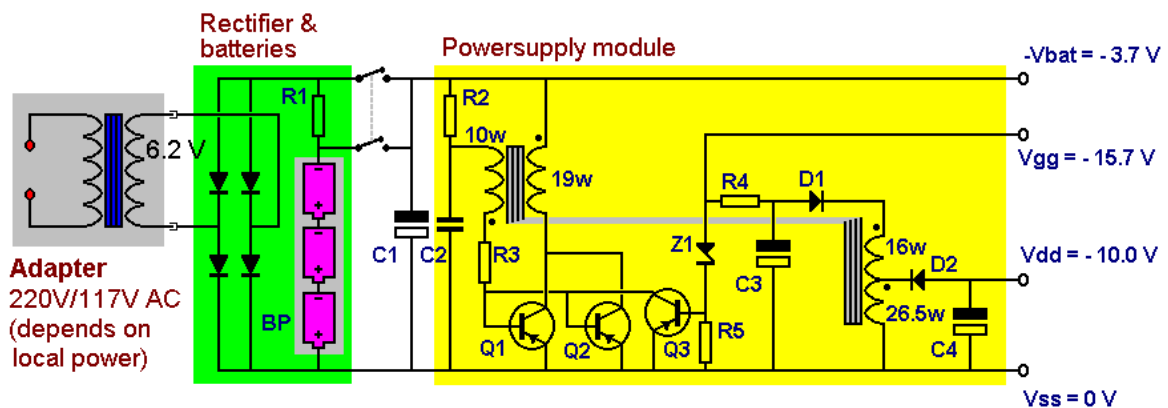 Rectifier &
batteries
Powersupply module
-Vbat = - 3.7 V
R1
R2
10w
6.2 V
19w
Vgg = - 15.7 V
R4
D1
C1
C2
R3
Z1
C3
16w
D2
Vdd = - 10.0 V
26.5w
Adapter
220V/117V AC
(depends on
local power)
BP
Q1
Q2
Q3
R5
C4
Vss = 0 V